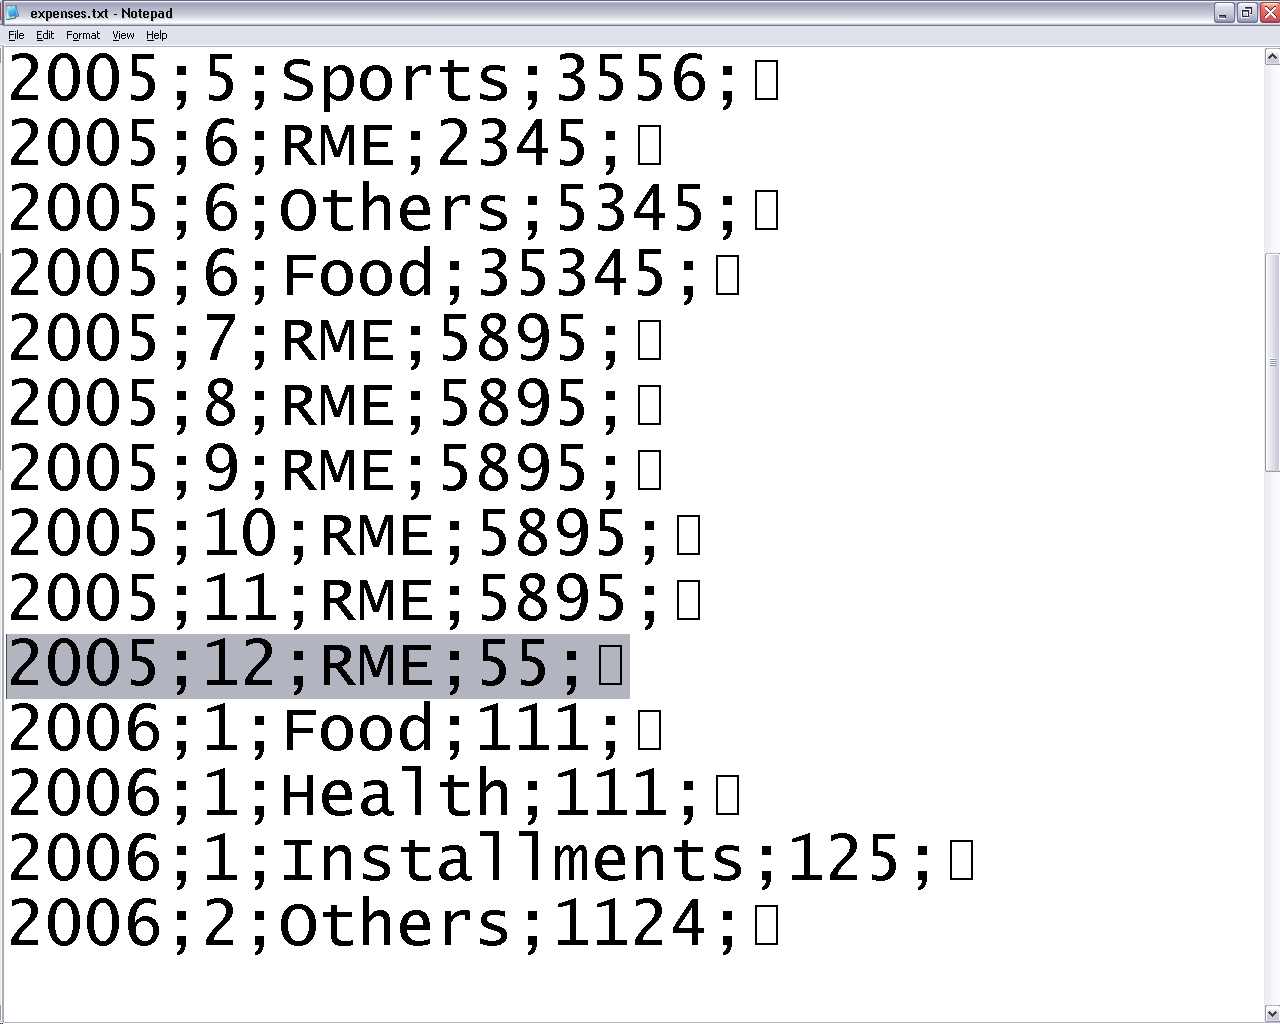 expenses.txt - Notepad
File Edit Format View Help
2005;5;Sports;3556;▯
2005;6;RME;2345;▯
2005;6;Others;5345;▯
2005;6;Food;35345;▯
2005;7;RME;5895;▯
2005;8;RME;5895;▯
2005;9;RME;5895;▯
2005;10;RME;5895;▯
2005;11;RME;5895;▯
2005;12;RME;55;▯
2006;1;Food;111;▯
2006;1;Health;111;▯
2006;1;Installments;125;▯
2006;2;Others;1124;▯